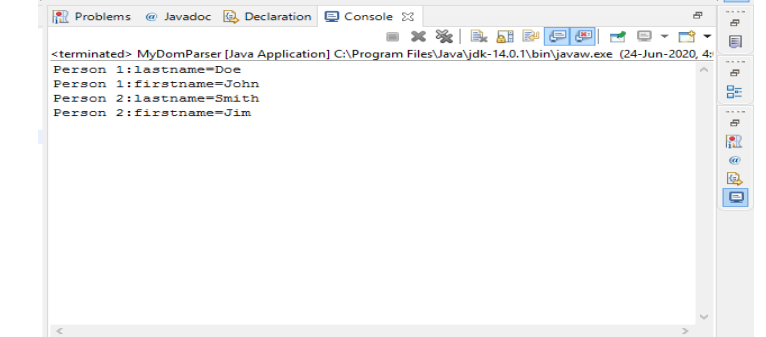 Problems @ Javadoc Declaration Console
<terminated> MyDomParser [Java Application] C:\Program Files\Java\jdk-14.0.1\bin\javaw.exe (24-Jun-2020, 4:
Person 1:lastname=Doe
Person 1:firstname=John
Person 2:lastname=Smith
Person 2:firstname=Jim